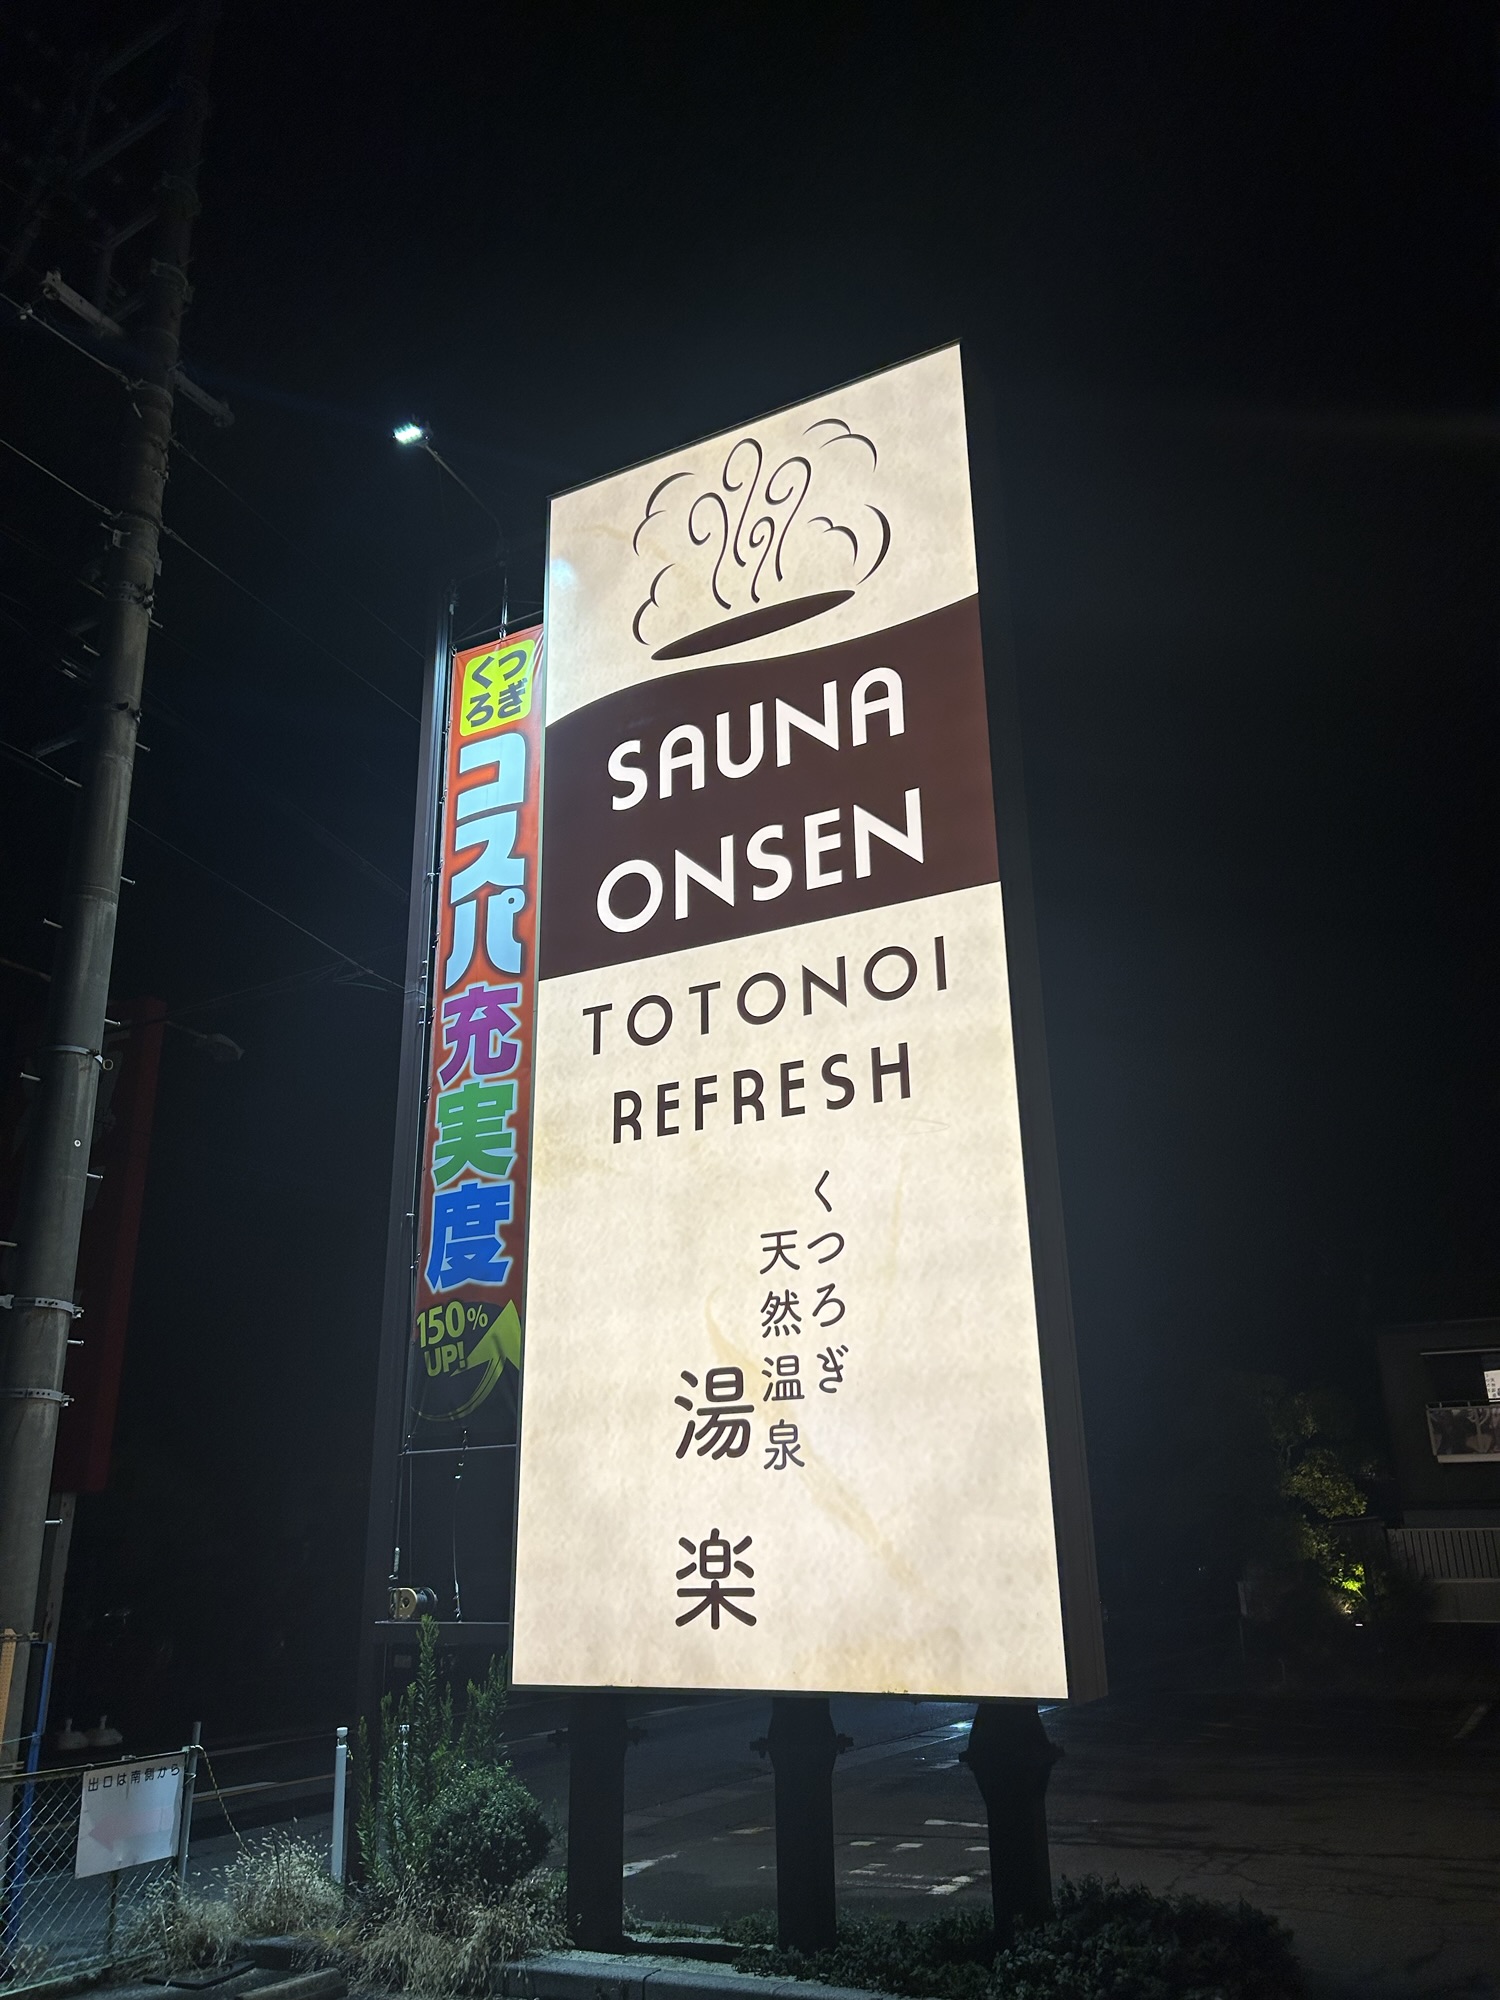 SAUNA
ONSEN
TOTONOI
REFRESH
くつろぎ
天然温泉
湯楽
くつ
ろぎ
コスパ充実度
150%
UP!
出口は南側から